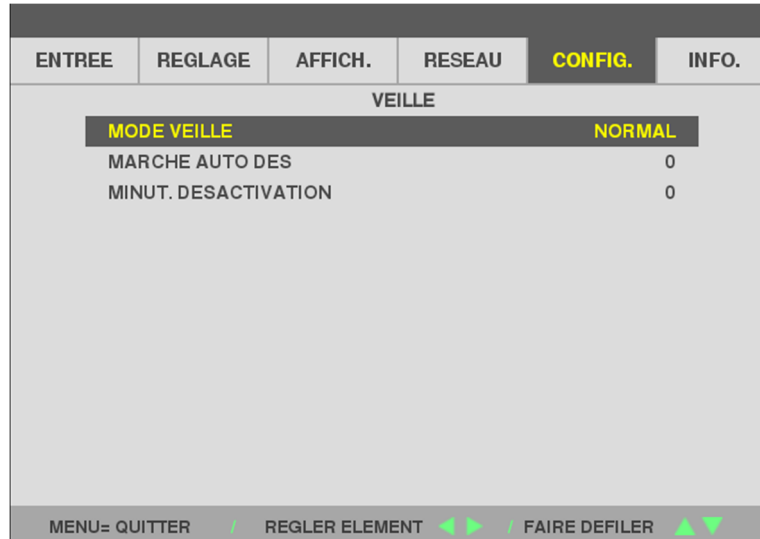 ENTREE REGLAGE AFFICH. RESEAU CONFIG. INFO.
VEILLE
MODE VEILLE NORMAL
MARCHE AUTO DES 0
MINUT. DESACTIVATION 0
MENU= QUITTER / REGLER ELEMENT ◀ ▶ / FAIRE DEFILER ▲ ▼